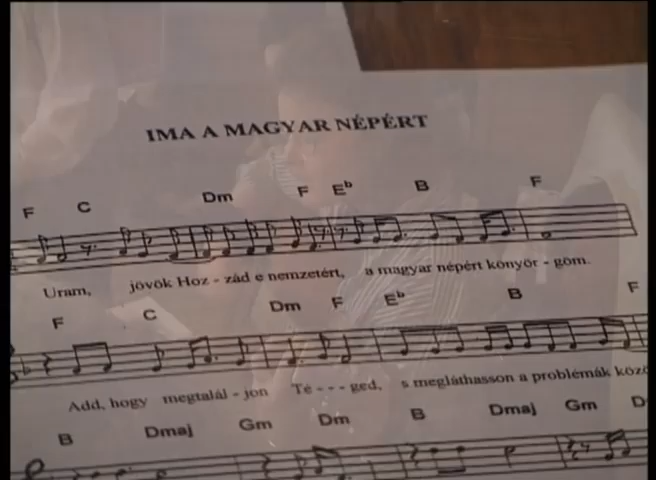 IMA A MAGYAR NÉPÉRT
F C Dm F Eb B F
Uram, jövök Hoz - zád e nemzetért, a magyar népért könyör - göm.
F C Dm F Eb B F
Add, hogy megtalál - jon Té - - - ged, s megláthasson a problémák
B Dmaj Gm Dm B Dmaj Gm